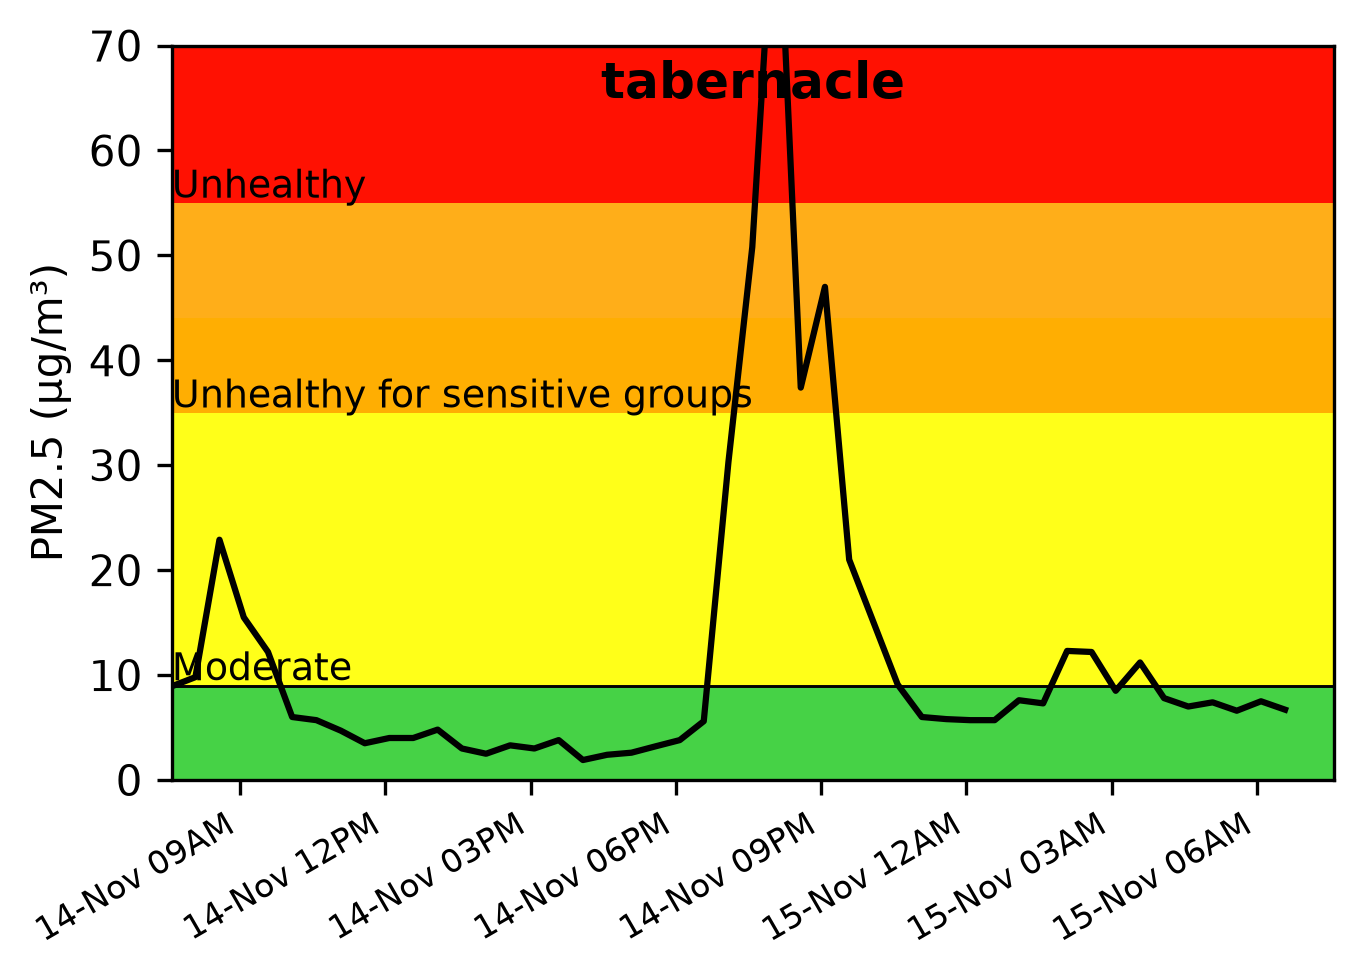 tabernacle
PM2.5 (µg/m³)
70
60
50
40
30
20
10
0
Unhealthy
Unhealthy for sensitive groups
Moderate
14-Nov 09AM
14-Nov 12PM
14-Nov 03PM
14-Nov 06PM
14-Nov 09PM
15-Nov 12AM
15-Nov 03AM
15-Nov 06AM